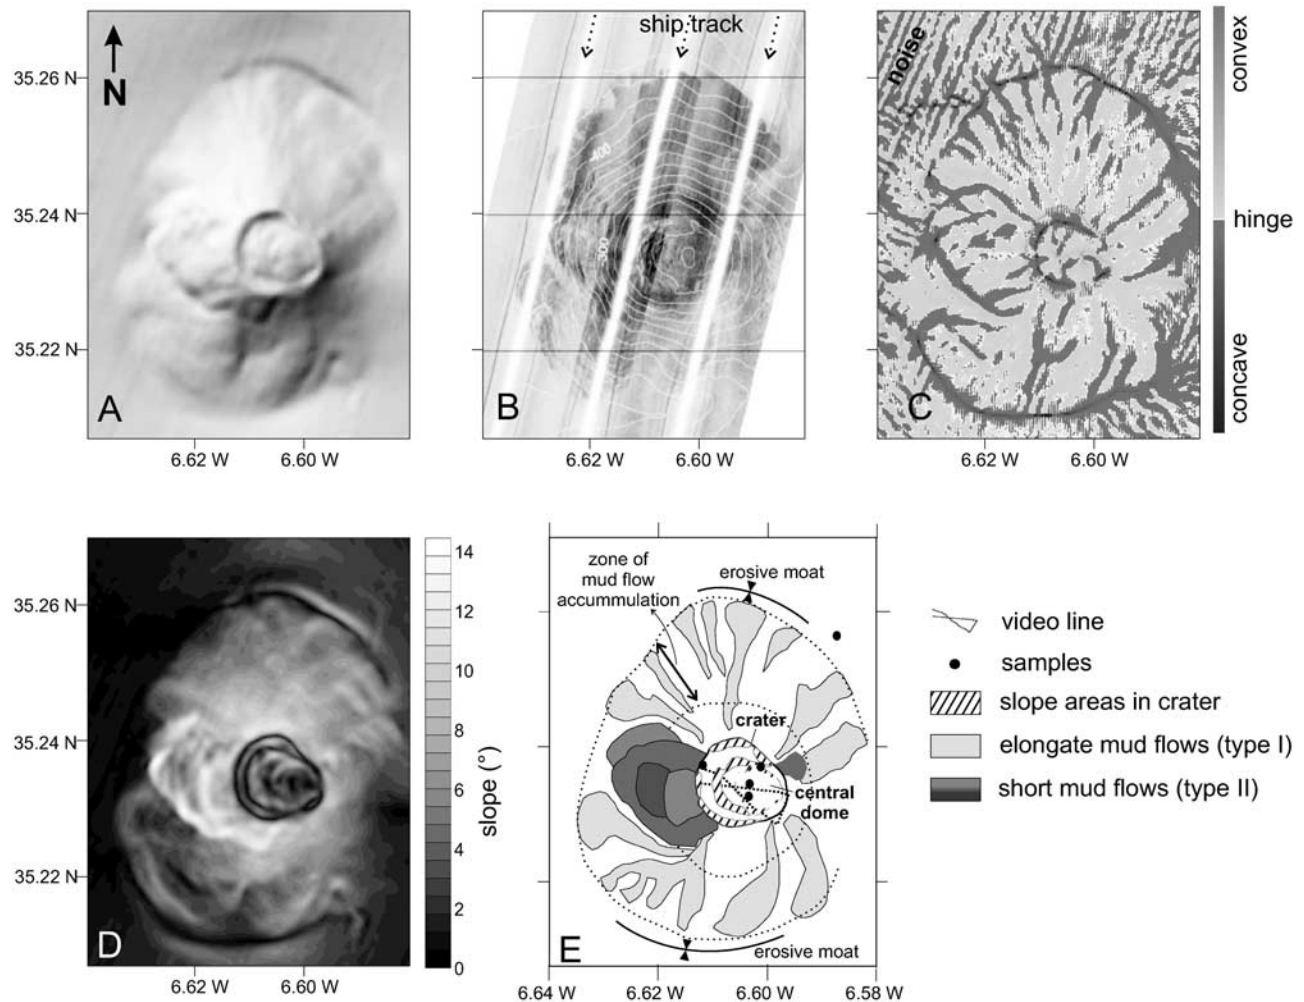 N
35.26 N
35.24 N
35.22 N
A
6.62 W
6.60 W
ship track
400
B
6.62 W
6.60 W
noise
C
6.62 W
6.60 W
convex
hinge
concave
35.26 N
35.24 N
35.22 N
D
6.62 W
6.60 W
14
12
10
8
6
4
2
0
slope (°)
zone of
mud flow
accummulation
erosive moat
crater
central
dome
erosive moat
E
6.64 W
6.62 W
6.60 W
6.58 W
video line
samples
slope areas in crater
elongate mud flows (type I)
short mud flows (type II)